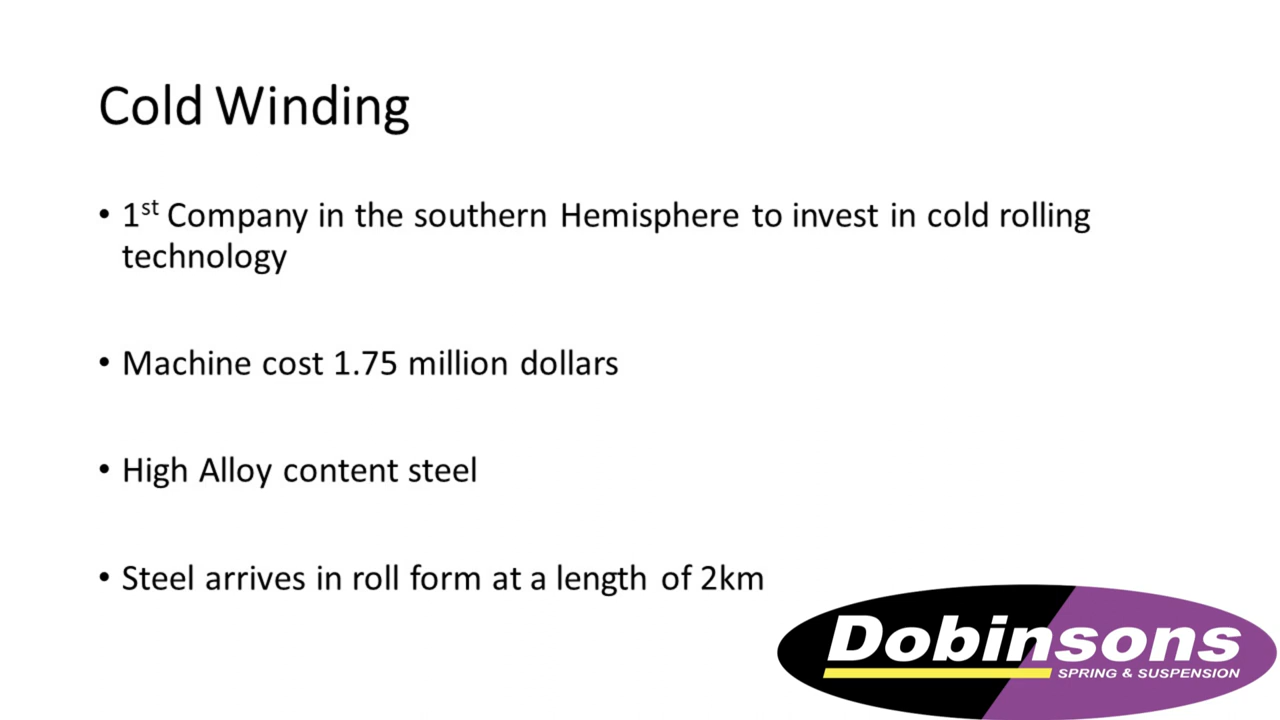 Cold Winding
• 1st Company in the southern Hemisphere to invest in cold rolling
technology
• Machine cost 1.75 million dollars
• High Alloy content steel
• Steel arrives in roll form at a length of 2km
Dobinsons
SPRING & SUSPENSION